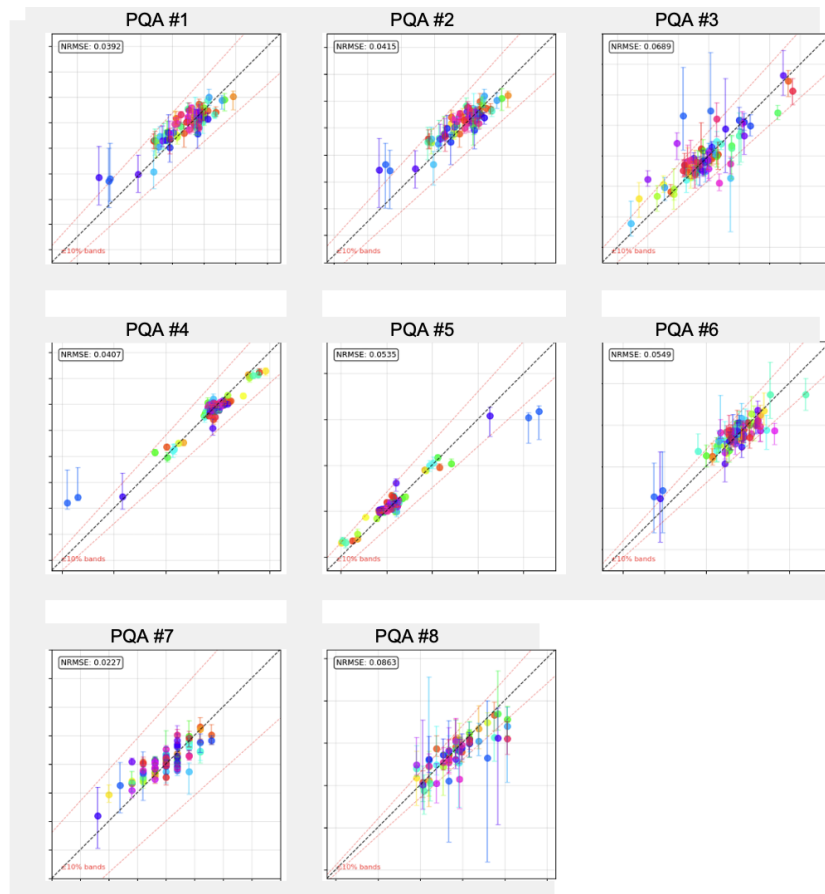 PQA #1
PQA #2
PQA #3
NRMSE: 0.0392
NRMSE: 0.0415
NRMSE: 0.0689
±10% bands
±10% bands
±10% bands
PQA #4
PQA #5
PQA #6
NRMSE: 0.0407
NRMSE: 0.0535
NRMSE: 0.0549
±10% bands
±10% bands
±10% bands
PQA #7
PQA #8
NRMSE: 0.0227
NRMSE: 0.0863
±10% bands
±10% bands